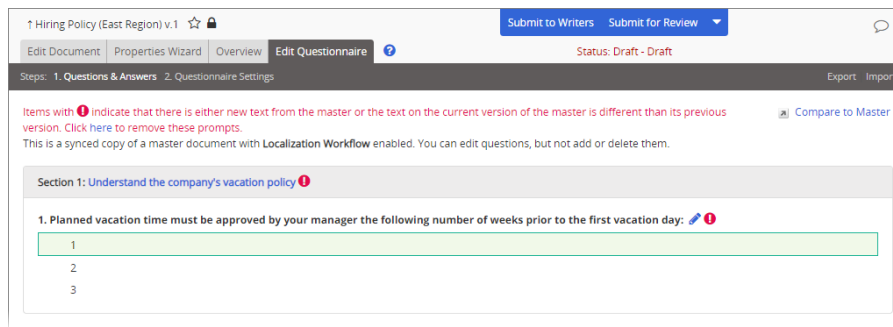 ↑ Hiring Policy (East Region) v.1
Submit to Writers Submit for Review
Edit Document Properties Wizard Overview Edit Questionnaire ?
Status: Draft - Draft
Steps: 1. Questions & Answers 2. Questionnaire Settings
Export Impor
Items with ! indicate that there is either new text from the master or the text on the current version of the master is different than its previous
version. Click here to remove these prompts.
Compare to Master
This is a synced copy of a master document with Localization Workflow enabled. You can edit questions, but not add or delete them.
Section 1: Understand the company's vacation policy !
1. Planned vacation time must be approved by your manager the following number of weeks prior to the first vacation day: !
1
2
3